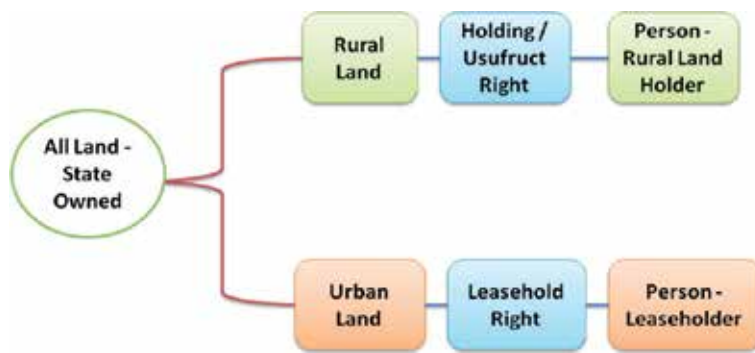 All Land -
State
Owned
Rural
Land
Holding /
Usufruct
Right
Person -
Rural Land
Holder
Urban
Land
Leasehold
Right
Person -
Leaseholder